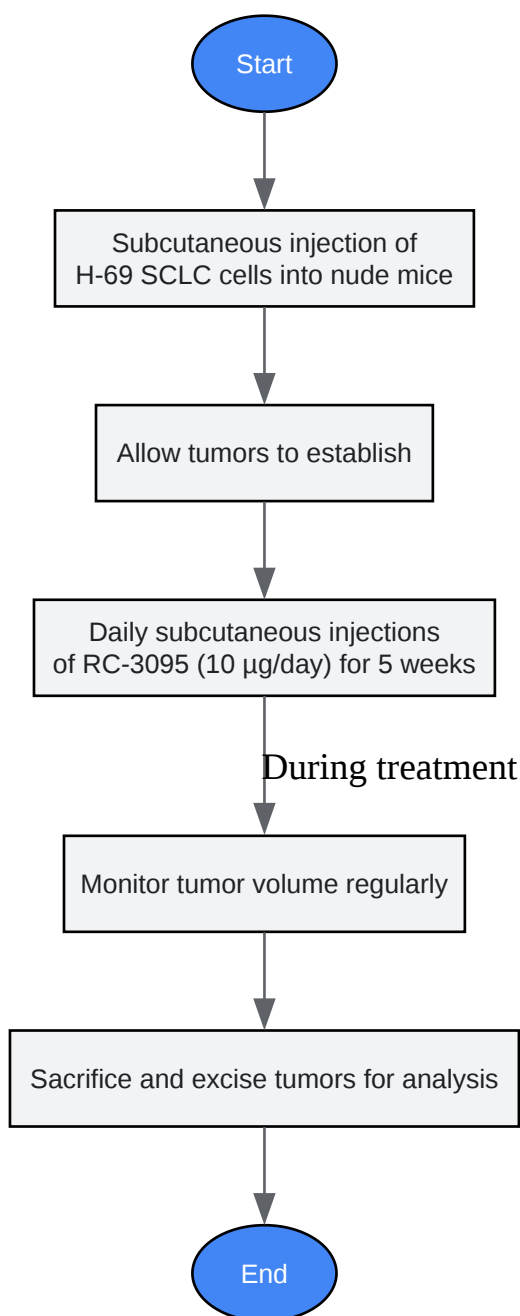 Start
Subcutaneous injection of
H-69 SCLC cells into nude mice
Allow tumors to establish
Daily subcutaneous injections
of RC-3095 (10 µg/day) for 5 weeks
During treatment
Monitor tumor volume regularly
Sacrifice and excise tumors for analysis
End